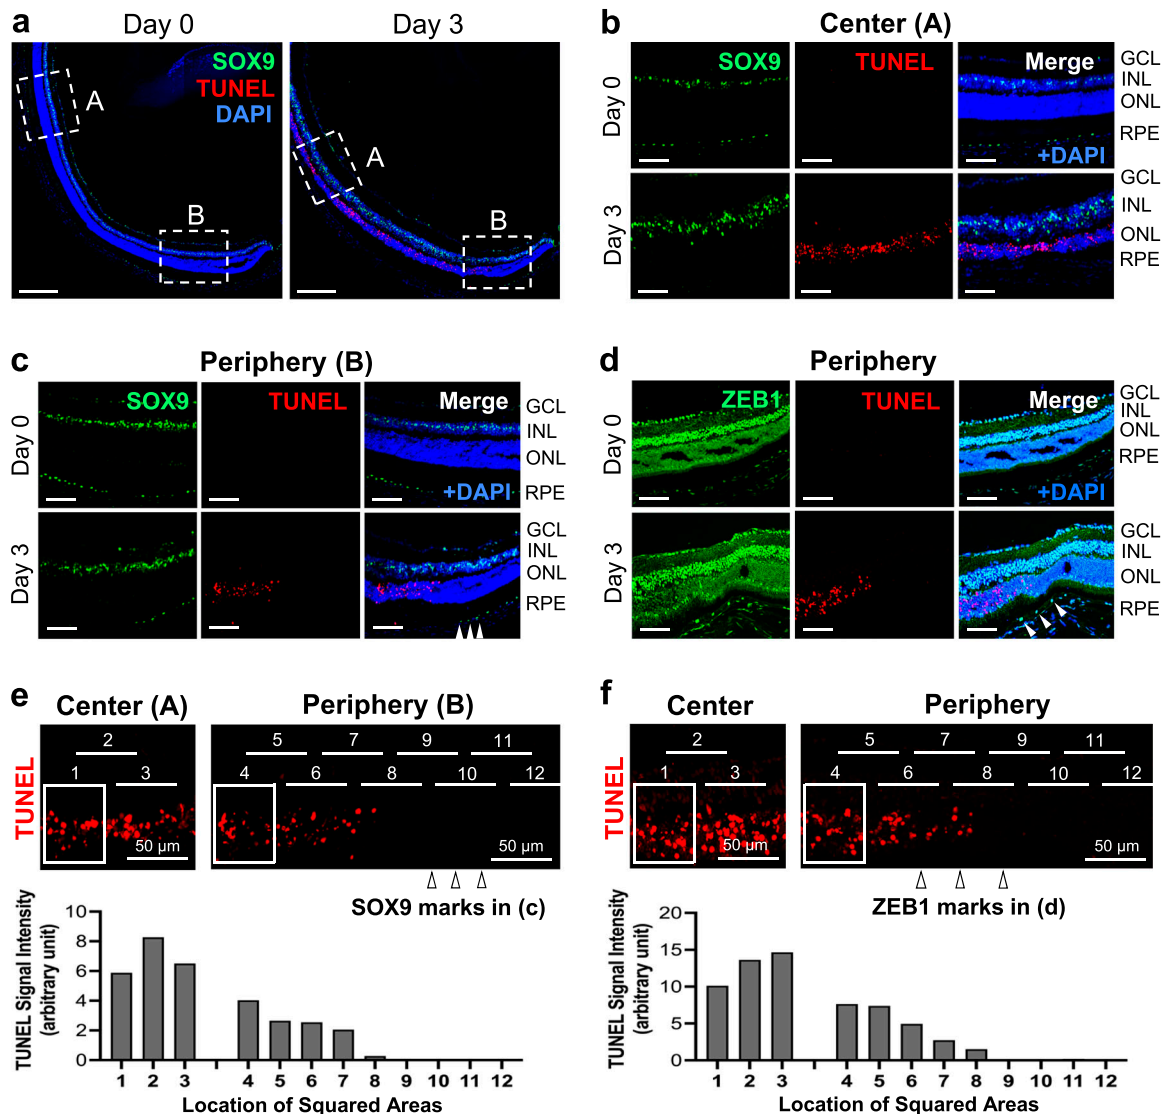 a
Day 0
Day 3
SOX9
TUNEL
DAPI
A
B
A
B
b
Center (A)
Day 0
SOX9
TUNEL
Merge
+DAPI
GCL
INL
ONL
RPE
Day 3
GCL
INL
ONL
RPE
c
Periphery (B)
Day 0
SOX9
TUNEL
Merge
+DAPI
GCL
INL
ONL
RPE
Day 3
GCL
INL
ONL
RPE
d
Periphery
Day 0
ZEB1
TUNEL
Merge
+DAPI
GCL
INL
ONL
RPE
Day 3
GCL
INL
ONL
RPE
e
Center (A)
Periphery (B)
TUNEL
2
1 3
50 µm
5 7 9 11
4 6 8 10 12
50 µm
SOX9 marks in (c)
TUNEL Signal Intensity
(arbitrary unit)
10
8
6
4
2
0
1 2 3 4 5 6 7 8 9 10 11 12
Location of Squared Areas
f
Center
Periphery
TUNEL
2
1 3
50 µm
5 7 9 11
4 6 8 10 12
50 µm
ZEB1 marks in (d)
TUNEL Signal Intensity
(arbitrary unit)
20
15
10
5
0
1 2 3 4 5 6 7 8 9 10 11 12
Location of Squared Areas